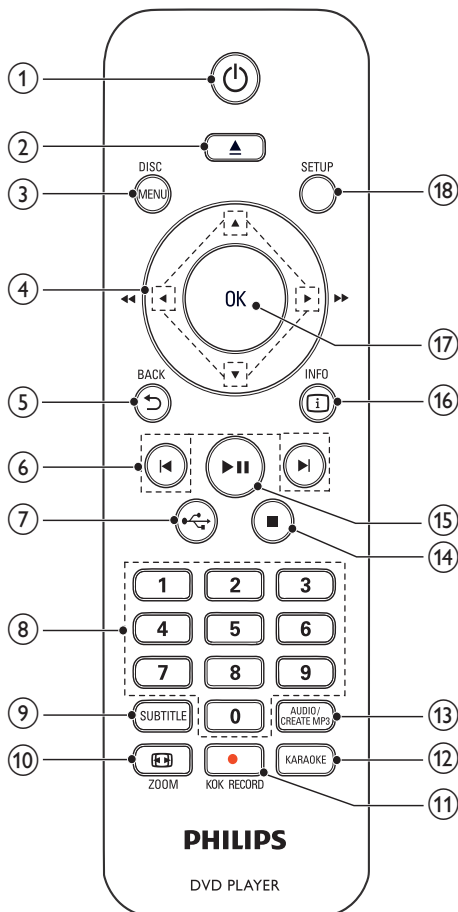 ①
②
DISC
SETUP
③
MENU
⑱
④
OK
⑰
BACK
INFO
⑤
i
⑯
⑥
⑮
⑦
⑭
1 2 3
⑧
4 5 6
7 8 9
⑨
SUBTITLE
0
AUDIO/
CREATE MP3
⑬
⑩
KARAOKE
⑫
ZOOM
KOK RECORD
⑪
PHILIPS
DVD PLAYER